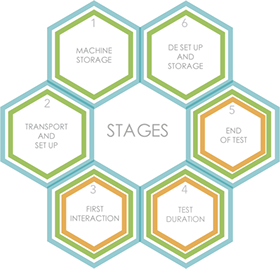 1
MACHINE
STORAGE
6
DE SET UP
AND
STORAGE
2
TRANSPORT
AND
SET UP
STAGES
5
END
OF TEST
3
FIRST
INTERACTION
4
TEST
DURATION